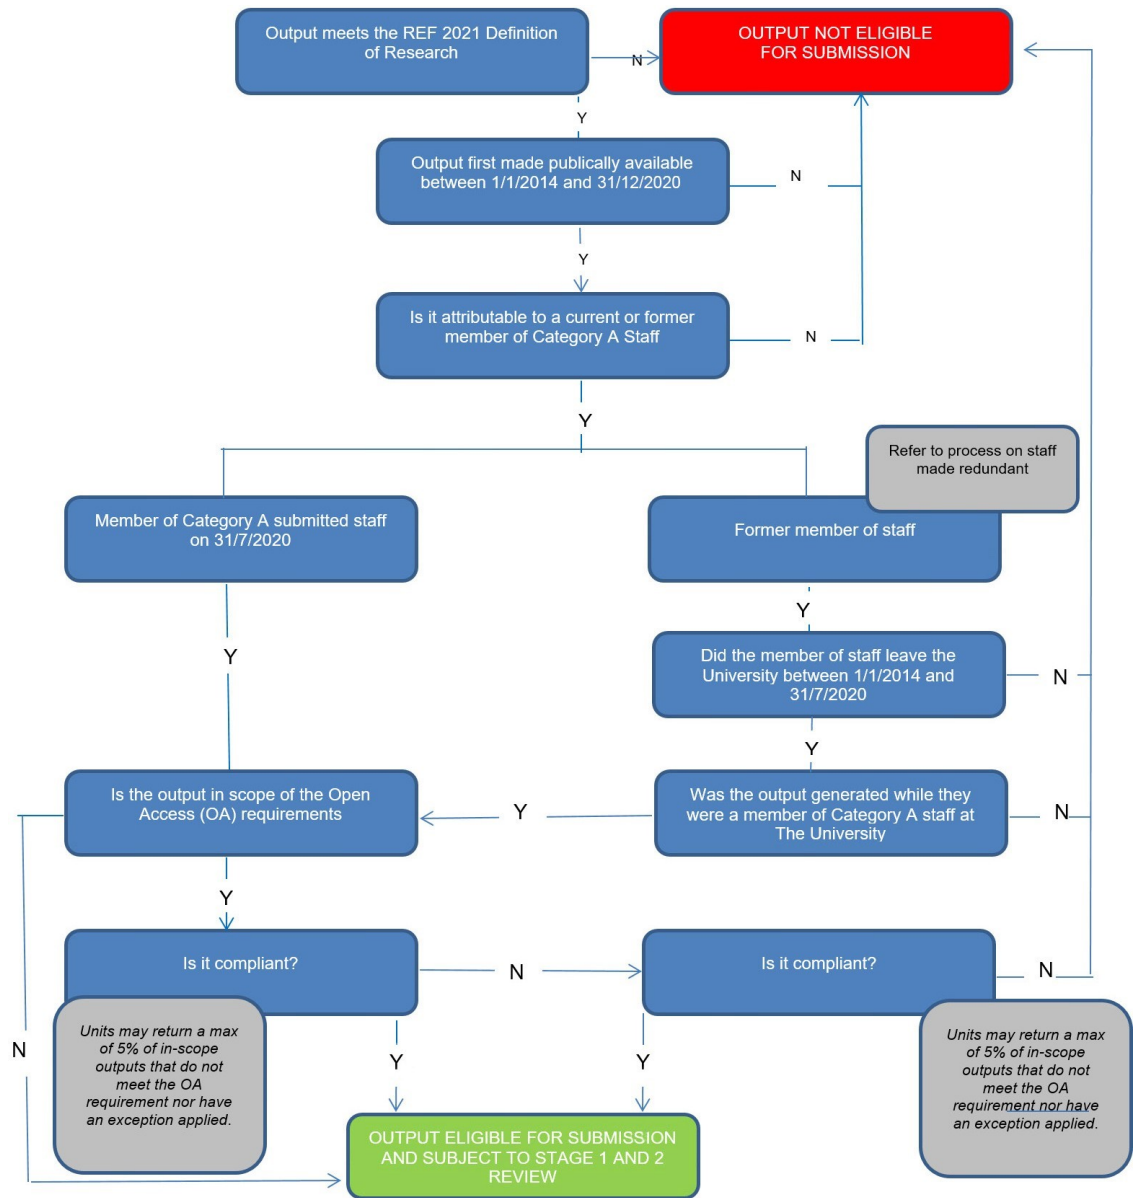 Output meets the REF 2021 Definition
of Research
N
OUTPUT NOT ELIGIBLE
FOR SUBMISSION
Y
Output first made publically available
between 1/1/2014 and 31/12/2020
N
Y
Is it attributable to a current or former
member of Category A Staff
N
Y
Refer to process on staff
made redundant
Member of Category A submitted staff
on 31/7/2020
Former member of staff
Y
Y
Did the member of staff leave the
University between 1/1/2014 and
31/7/2020
N
Y
Is the output in scope of the Open
Access (OA) requirements
Y
Was the output generated while they
were a member of Category A staff at
The University
N
Y
Is it compliant?
N
Is it compliant?
N
Units may return a max
of 5% of in-scope
outputs that do not
meet the OA
requirement nor have
an exception applied.
N
Y
Y
Units may return a max
of 5% of in-scope
outputs that do not
meet the OA
requirement nor have
an exception applied.
OUTPUT ELIGIBLE FOR SUBMISSION
AND SUBJECT TO STAGE 1 AND 2
REVIEW